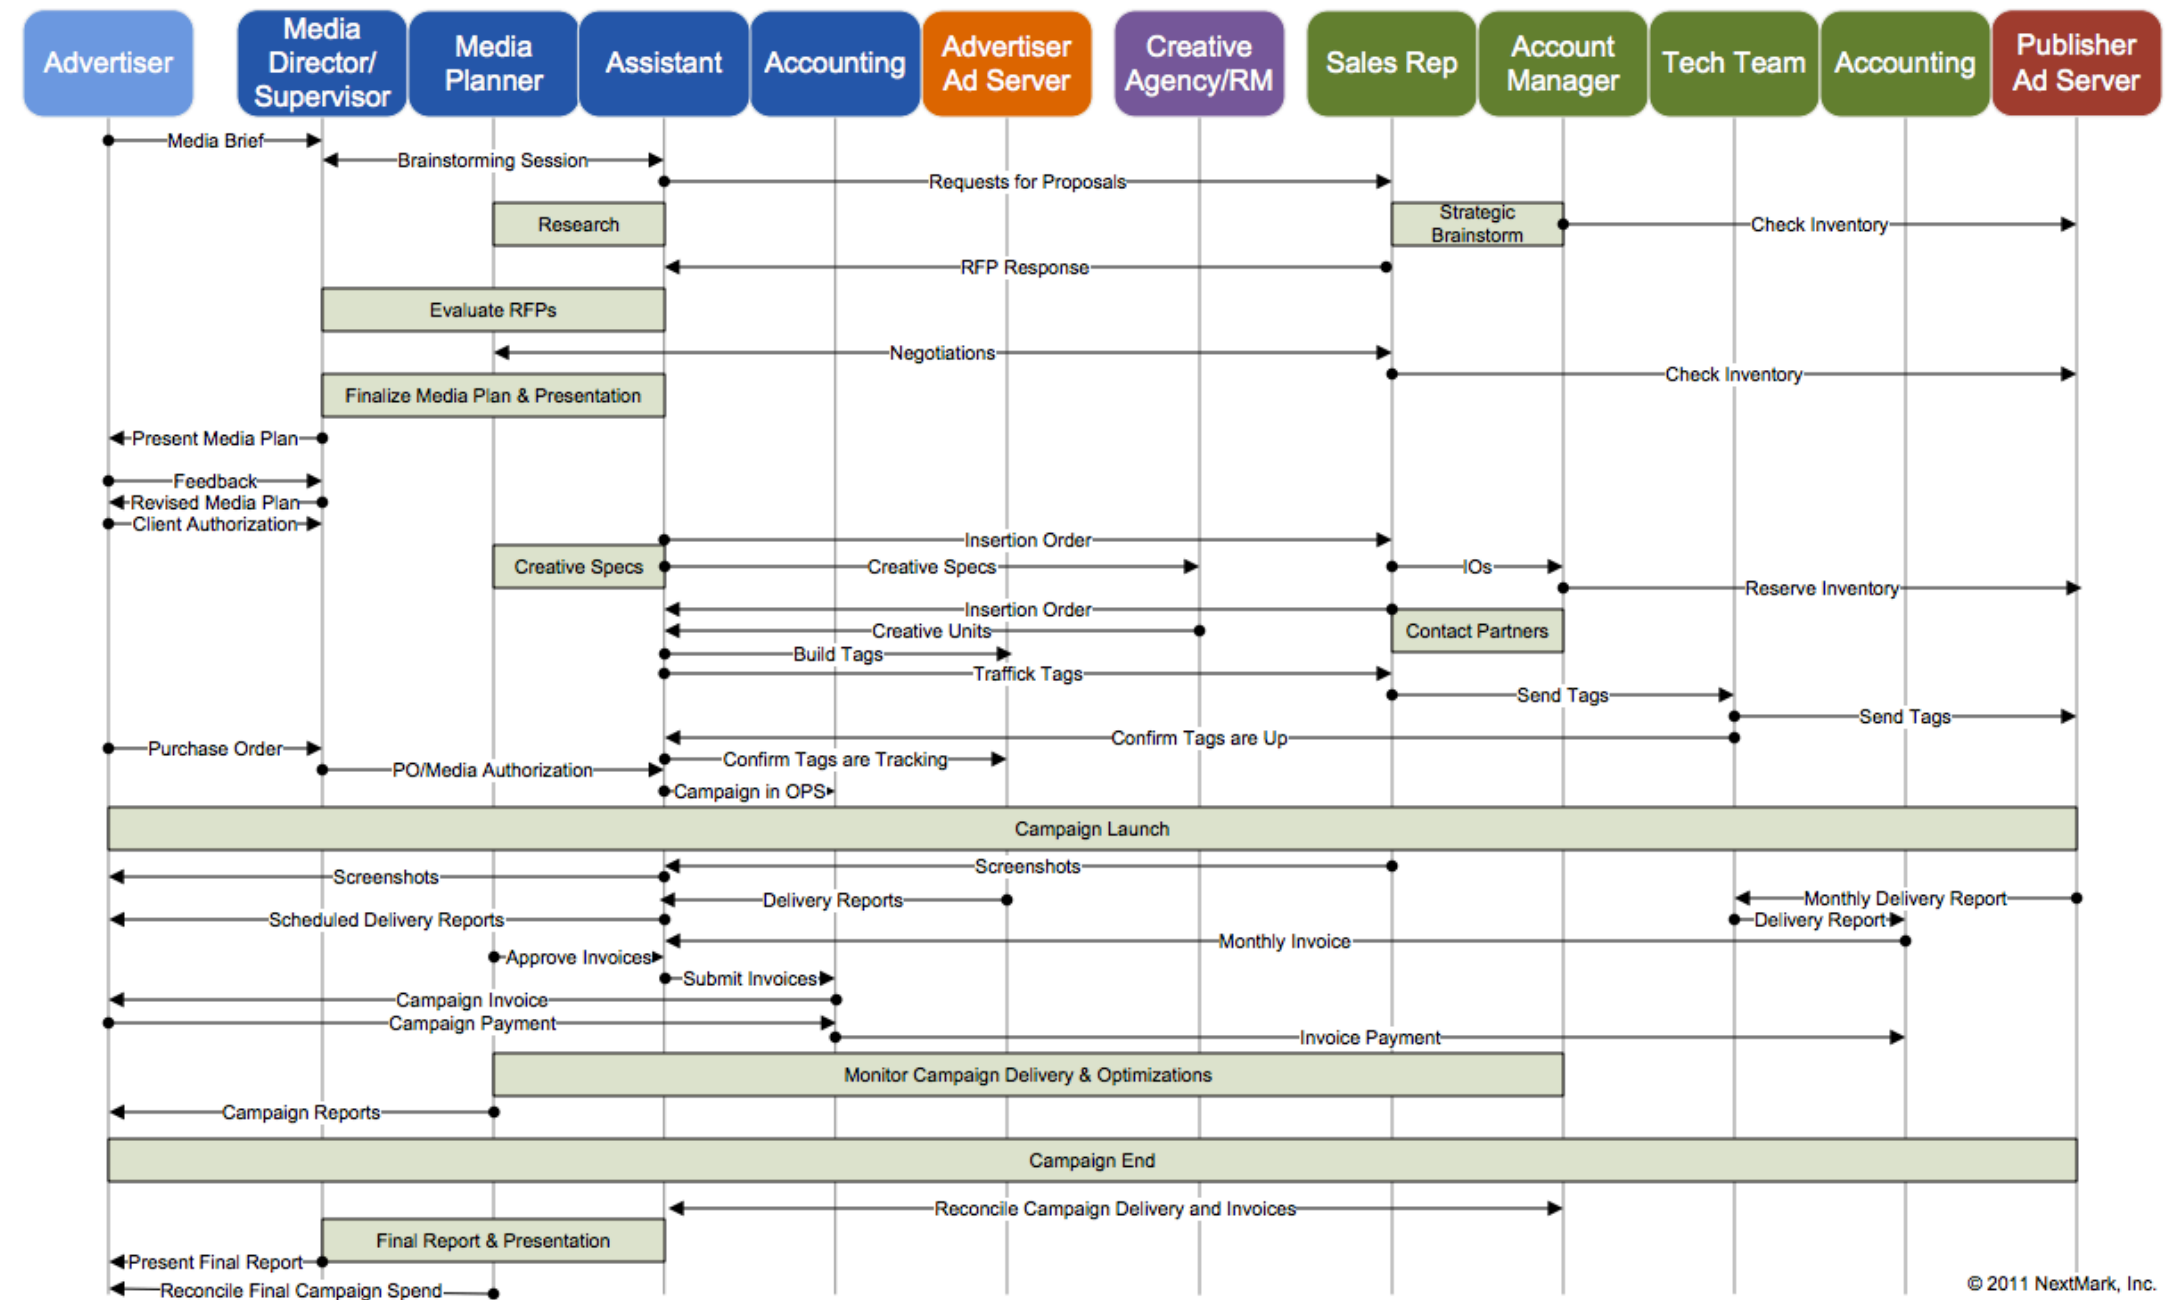 Advertiser
Media
Director/
Supervisor
Media
Planner
Assistant
Accounting
Advertiser
Ad Server
Creative
Agency/RM
Sales Rep
Account
Manager
Tech Team
Accounting
Publisher
Ad Server
Media Brief
Brainstorming Session
Requests for Proposals
Research
Strategic
Brainstorm
Check Inventory
RFP Response
Evaluate RFPs
Negotiations
Check Inventory
Finalize Media Plan & Presentation
Present Media Plan
Feedback
Revised Media Plan
Client Authorization
Insertion Order
Creative Specs
Creative Specs
IOs
Reserve Inventory
Insertion Order
Creative Units
Contact Partners
Build Tags
Traffick Tags
Send Tags
Send Tags
Confirm Tags are Up
Purchase Order
Confirm Tags are Tracking
PO/Media Authorization
Campaign in OPS
Campaign Launch
Screenshots
Screenshots
Delivery Reports
Monthly Delivery Report
Scheduled Delivery Reports
Delivery Report
Monthly Invoice
Approve Invoices
Submit Invoices
Campaign Invoice
Campaign Payment
Invoice Payment
Monitor Campaign Delivery & Optimizations
Campaign Reports
Campaign End
Reconcile Campaign Delivery and Invoices
Final Report & Presentation
Present Final Report
Reconcile Final Campaign Spend
© 2011 NextMark, Inc.